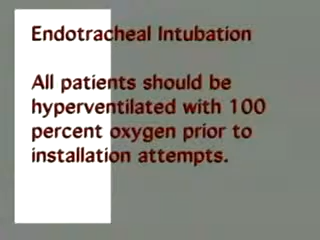 Endotracheal Intubation
All patients should be
hyperventilated with 100
percent oxygen prior to
installation attempts.